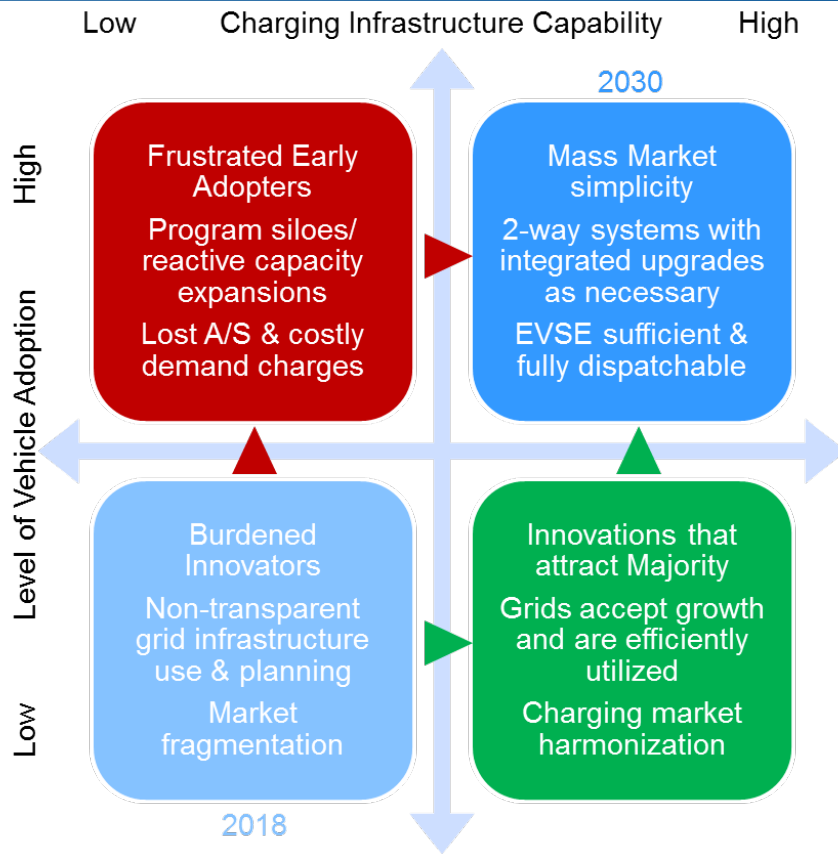 Low Charging Infrastructure Capability High
2030
High
Level of Vehicle Adoption
Low
Frustrated Early
Adopters
Program siloes/
reactive capacity
expansions
Lost A/S & costly
demand charges
Mass Market
simplicity
2-way systems with
integrated upgrades
as necessary
EVSE sufficient &
fully dispatchable
Burdened
Innovators
Non-transparent
grid infrastructure
use & planning
Market
fragmentation
Innovations that
attract Majority
Grids accept growth
and are efficiently
utilized
Charging market
harmonization
2018